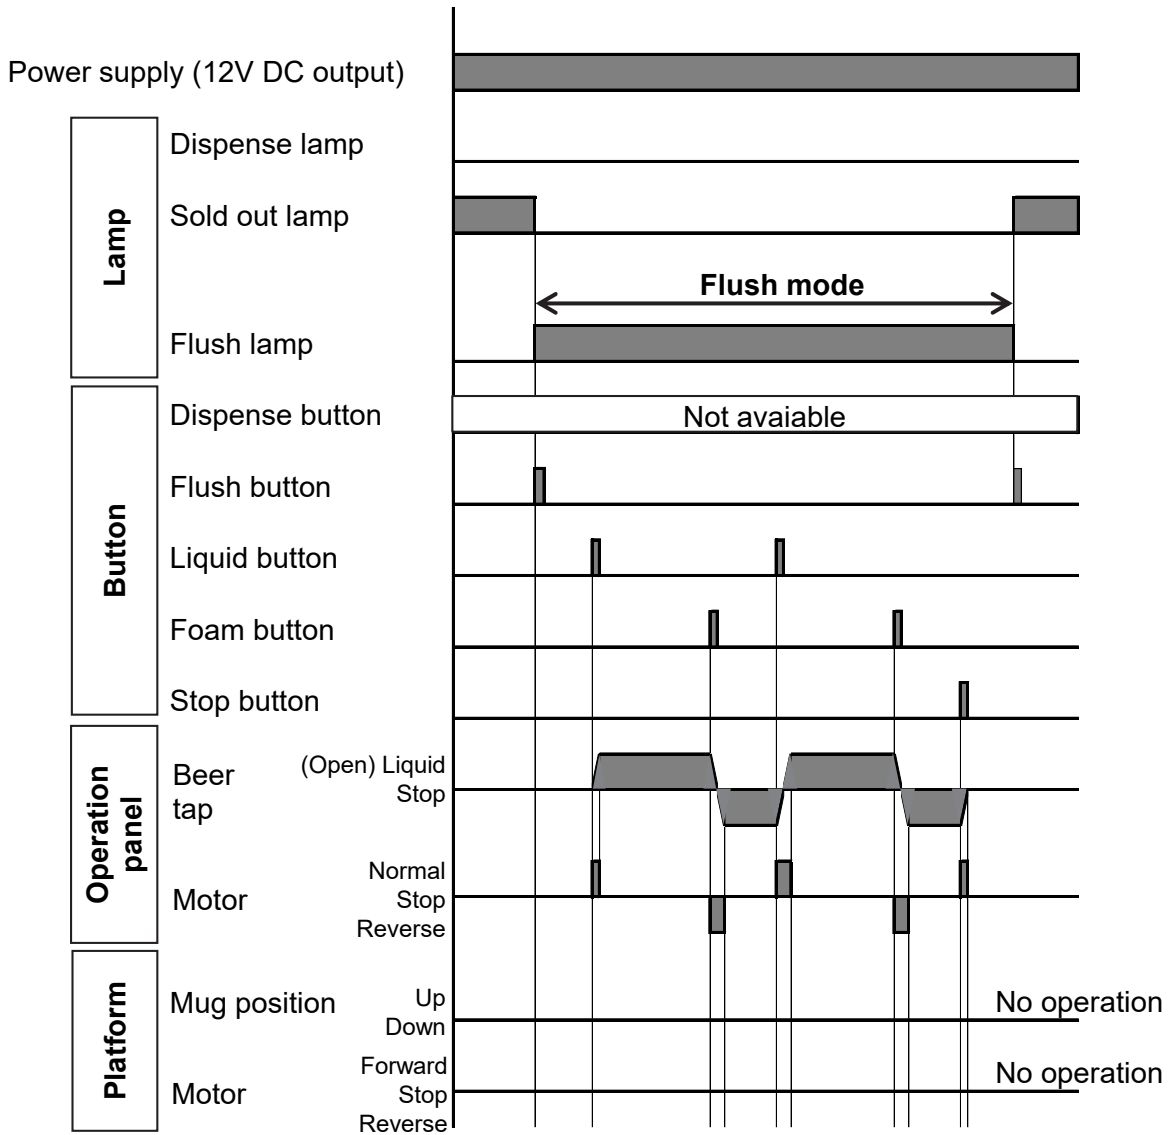 Power supply (12V DC output)
Lamp
Dispense lamp
Sold out lamp
Flush mode
Flush lamp
Button
Dispense button
Not avaiable
Flush button
Liquid button
Foam button
Stop button
Operation
panel
Beer
tap
(Open) Liquid
Stop
Motor
Normal
Stop
Reverse
Platform
Mug position
Up
Down
No operation
Motor
Forward
Stop
Reverse
No operation